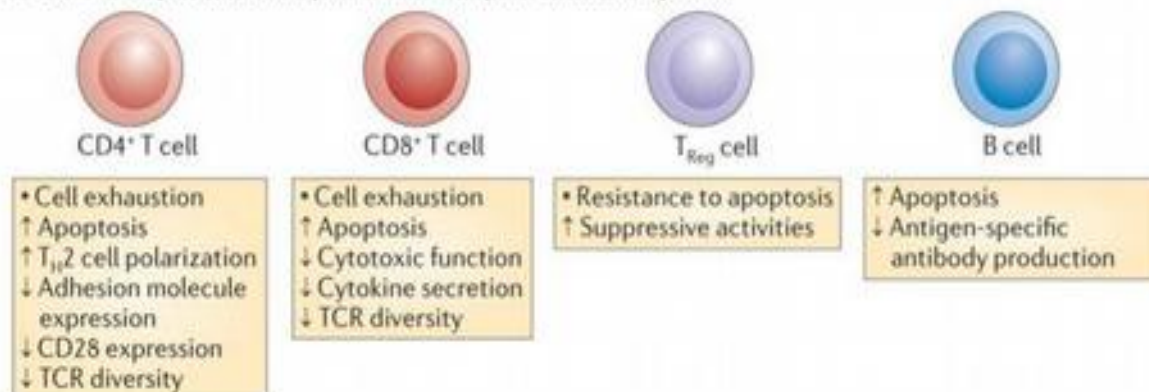 CD4⁺ T cell
• Cell exhaustion
↑ Apoptosis
↑ T_H2 cell polarization
↓ Adhesion molecule
expression
↓ CD28 expression
↓ TCR diversity
CD8⁺ T cell
• Cell exhaustion
↑ Apoptosis
↓ Cytotoxic function
↓ Cytokine secretion
↓ TCR diversity
T_Reg cell
• Resistance to apoptosis
↑ Suppressive activities
B cell
↑ Apoptosis
↓ Antigen-specific
antibody production